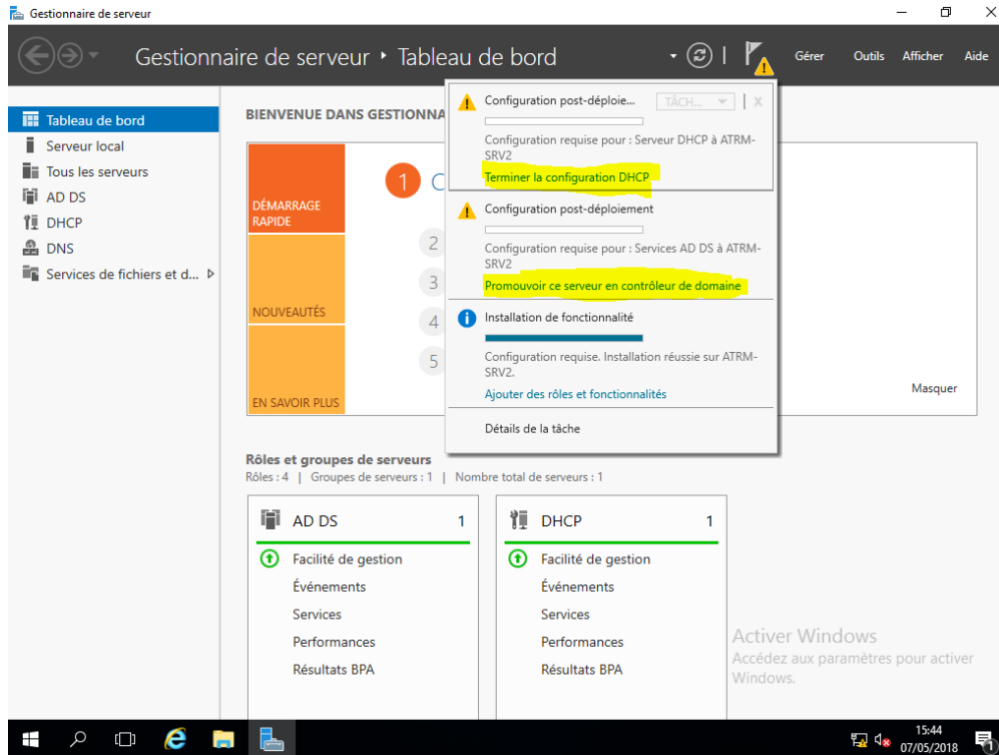 Gestionnaire de serveur
Gestionnaire de serveur ‣ Tableau de bord
Gérer
Outils
Afficher
Aide
Tableau de bord
Serveur local
Tous les serveurs
AD DS
DHCP
DNS
Services de fichiers et d...
BIENVENUE DANS GESTIONNA
DÉMARRAGE
RAPIDE
NOUVEAUTÉS
EN SAVOIR PLUS
1
C
2
3
4
5
Configuration post-déploie...
TÂCH...
X
Configuration requise pour : Serveur DHCP à ATRM-
SRV2
Terminer la configuration DHCP
Configuration post-déploiement
Configuration requise pour : Services AD DS à ATRM-
SRV2
Promouvoir ce serveur en contrôleur de domaine
Installation de fonctionnalité
Configuration requise. Installation réussie sur ATRM-
SRV2.
Ajouter des rôles et fonctionnalités
Détails de la tâche
Masquer
Rôles et groupes de serveurs
Rôles : 4 | Groupes de serveurs : 1 | Nombre total de serveurs : 1
AD DS 1
Facilité de gestion
Événements
Services
Performances
Résultats BPA
DHCP 1
Facilité de gestion
Événements
Services
Performances
Résultats BPA
Activer Windows
Accédez aux paramètres pour activer
Windows.
15:44
07/05/2018
1